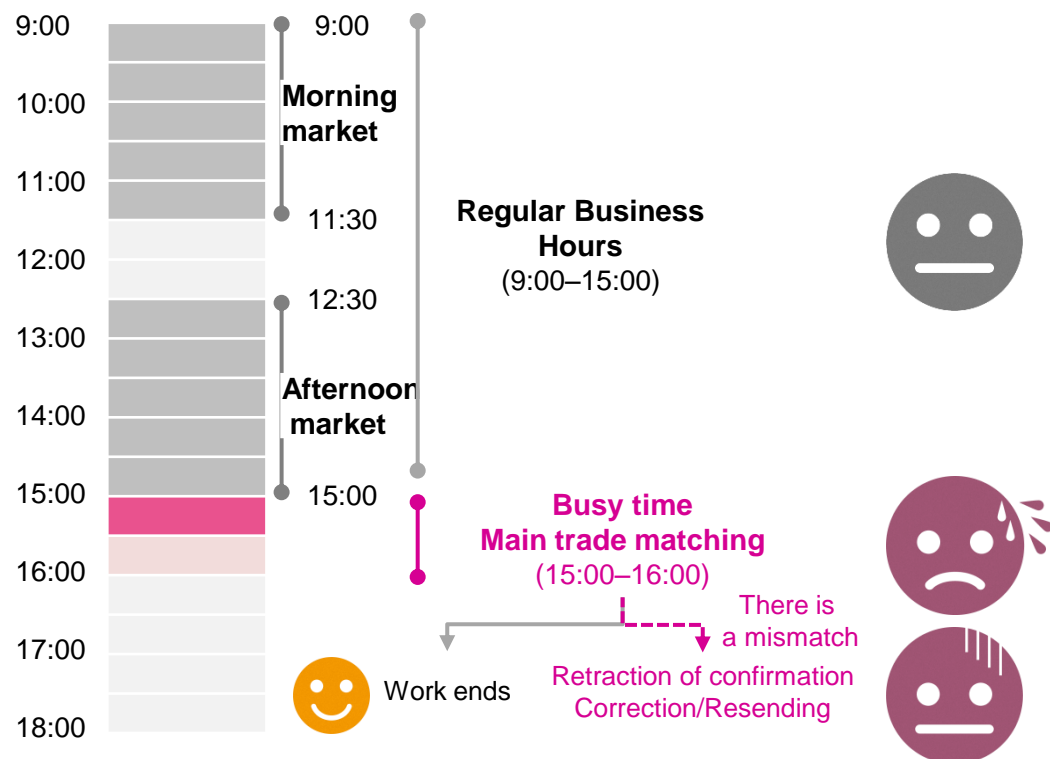 9:00
10:00
11:00
12:00
13:00
14:00
15:00
16:00
17:00
18:00
9:00
Morning
market
11:30
12:30
Afternoon
market
15:00
Regular Business
Hours
(9:00–15:00)
Busy time
Main trade matching
(15:00–16:00)
There is
a mismatch
Work ends
Retraction of confirmation
Correction/Resending